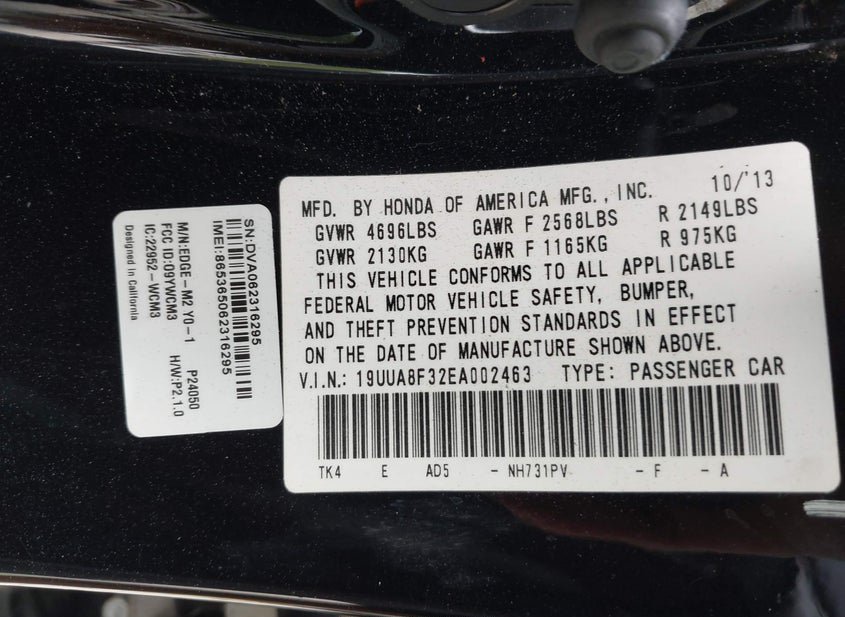 SN:DVA062316295
IMEI:865365062316295
M/N:EDGE-M2 Y0-1 P24050
FCC ID:09YWCM3 H/W:P2.1.0
IC:22952-WCM3
Designed in California
MFD. BY HONDA OF AMERICA MFG., INC. 10/'13
GVWR 4696LBS GAWR F 2568LBS R 2149LBS
GVWR 2130KG GAWR F 1165KG R 975KG
THIS VEHICLE CONFORMS TO ALL APPLICABLE
FEDERAL MOTOR VEHICLE SAFETY, BUMPER,
AND THEFT PREVENTION STANDARDS IN EFFECT
ON THE DATE OF MANUFACTURE SHOWN ABOVE.
V.I.N.: 19UUA8F32EA002463 TYPE: PASSENGER CAR
TK4 E AD5 - NH731PV - F - A